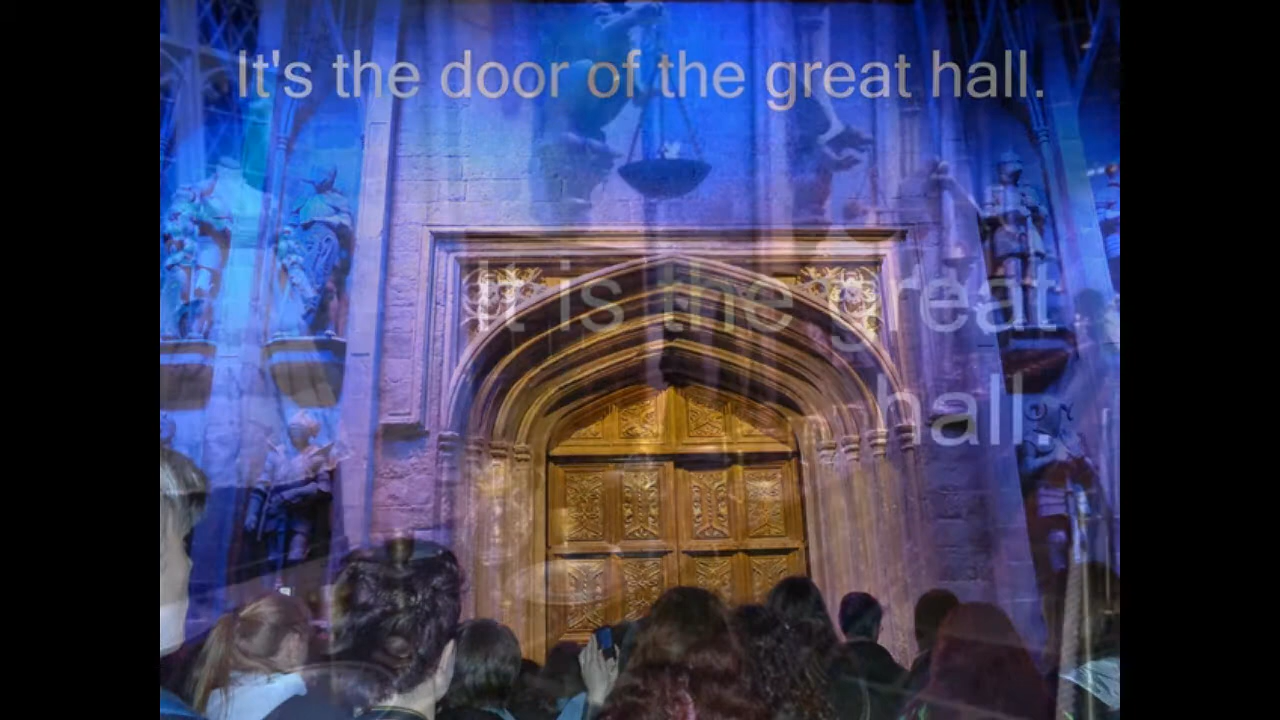 It's the door of the great hall.
It is the great
hall.